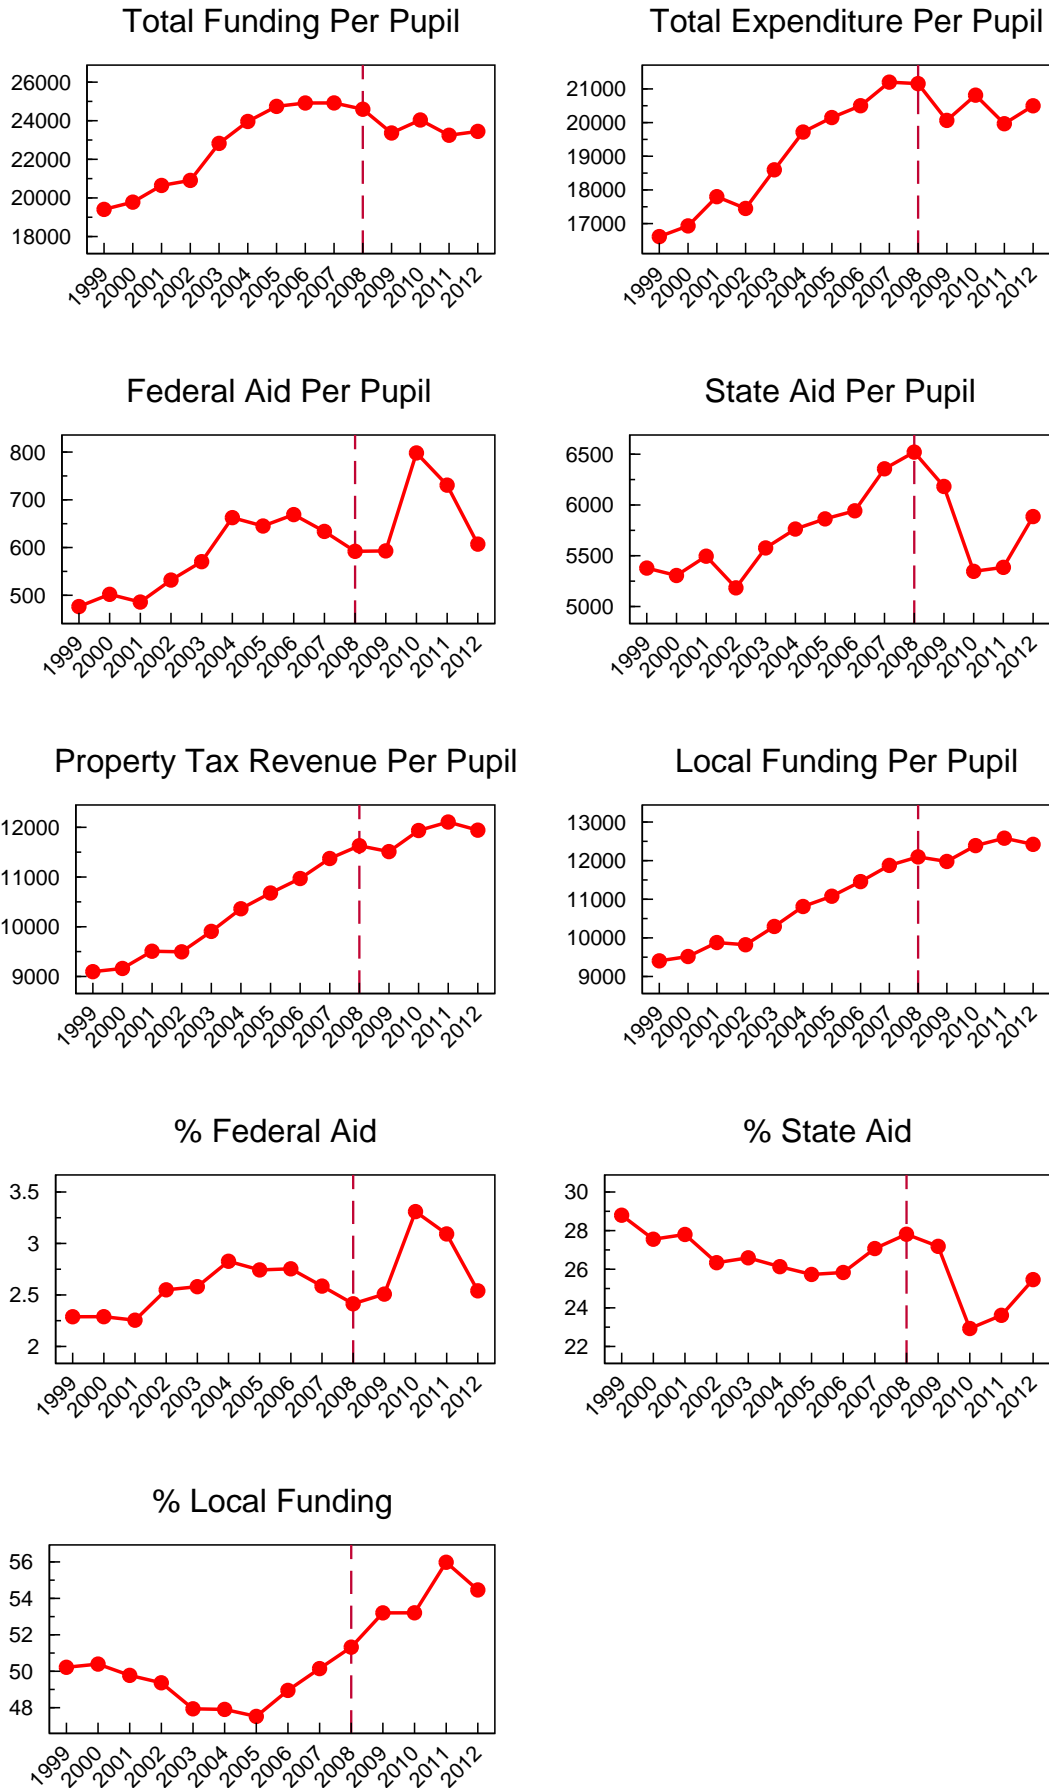 Total Funding Per Pupil
26000
24000
22000
20000
18000
1999 2000 2001 2002 2003 2004 2005 2006 2007 2008 2009 2010 2011 2012
Total Expenditure Per Pupil
21000
20000
19000
18000
17000
1999 2000 2001 2002 2003 2004 2005 2006 2007 2008 2009 2010 2011 2012
Federal Aid Per Pupil
800
700
600
500
1999 2000 2001 2002 2003 2004 2005 2006 2007 2008 2009 2010 2011 2012
State Aid Per Pupil
6500
6000
5500
5000
1999 2000 2001 2002 2003 2004 2005 2006 2007 2008 2009 2010 2011 2012
Property Tax Revenue Per Pupil
12000
11000
10000
9000
1999 2000 2001 2002 2003 2004 2005 2006 2007 2008 2009 2010 2011 2012
Local Funding Per Pupil
13000
12000
11000
10000
9000
1999 2000 2001 2002 2003 2004 2005 2006 2007 2008 2009 2010 2011 2012
% Federal Aid
3.5
3
2.5
2
1999 2000 2001 2002 2003 2004 2005 2006 2007 2008 2009 2010 2011 2012
% State Aid
30
28
26
24
22
1999 2000 2001 2002 2003 2004 2005 2006 2007 2008 2009 2010 2011 2012
% Local Funding
56
54
52
50
48
1999 2000 2001 2002 2003 2004 2005 2006 2007 2008 2009 2010 2011 2012